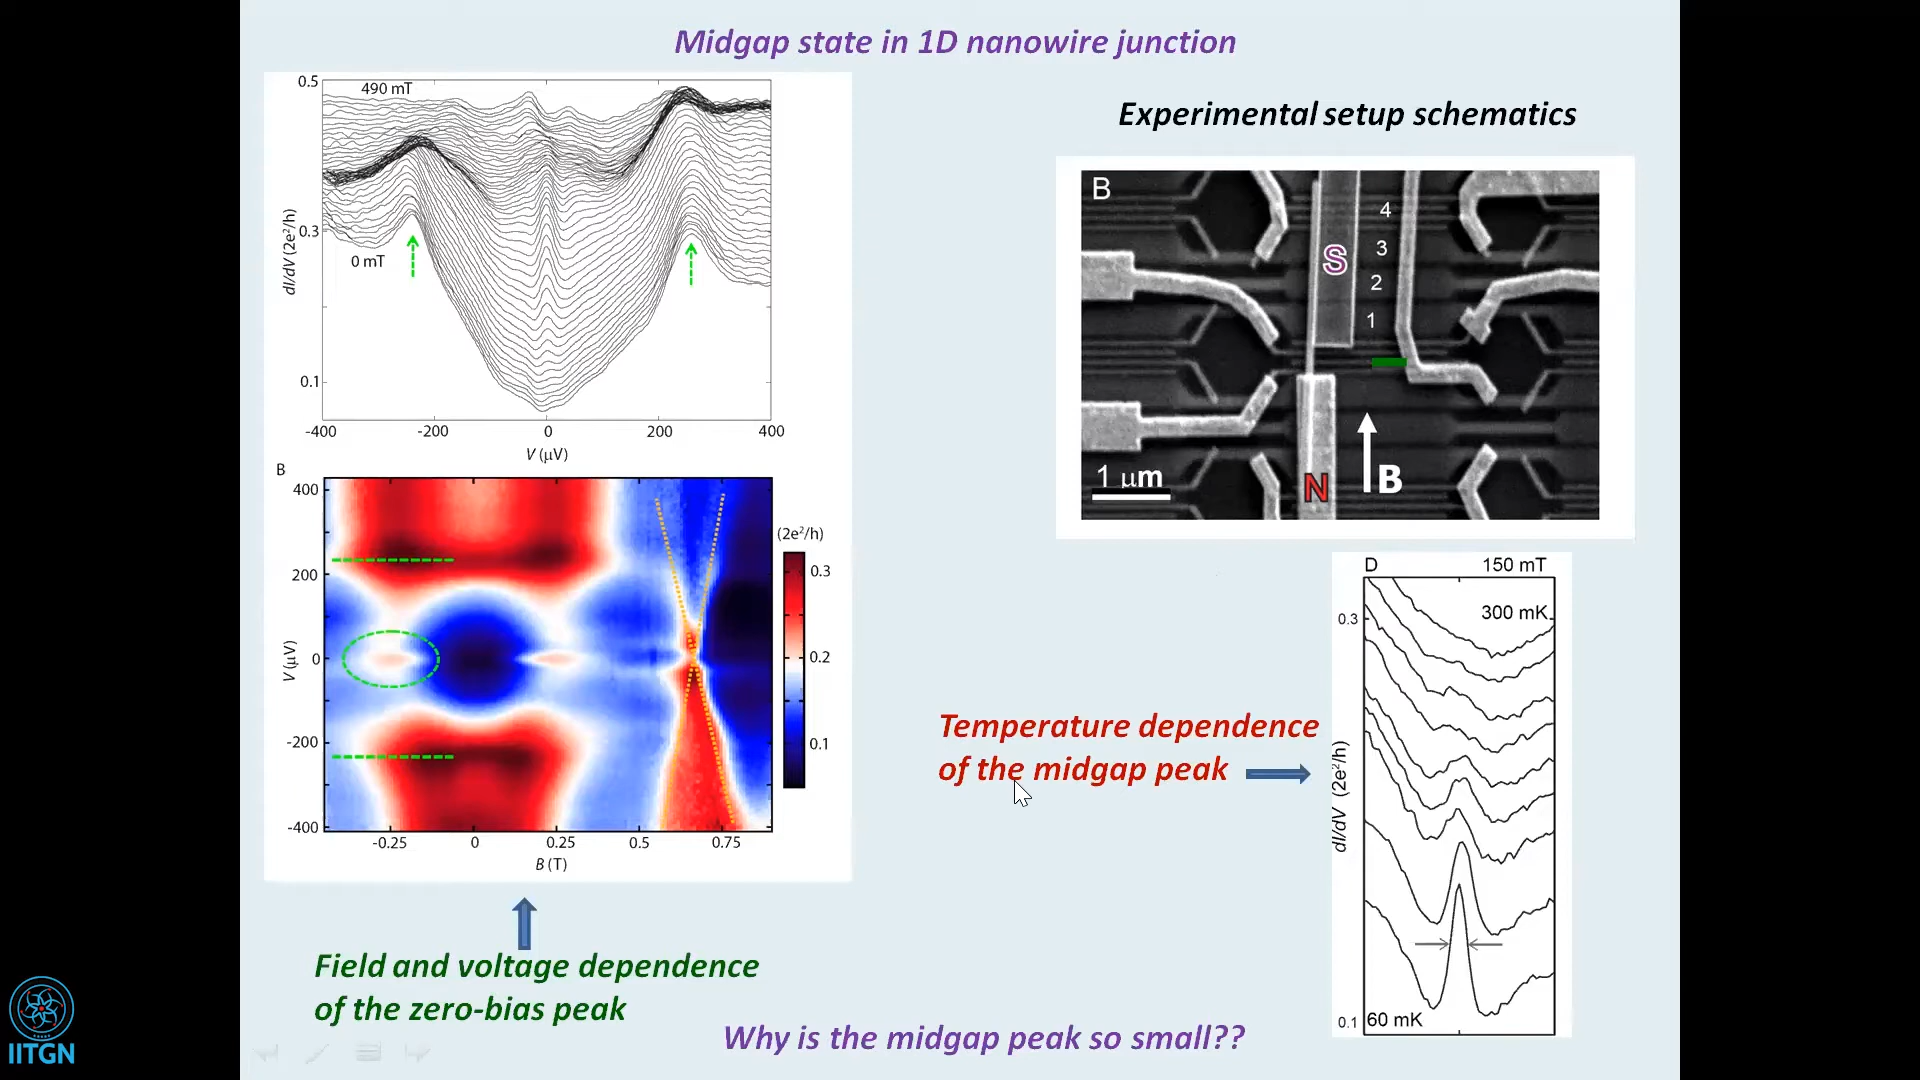 Midgap state in 1D nanowire junction
0.5
490 mT
0.3
0 mT
0.1
dI/dV (2e²/h)
-400 -200 0 200 400
V (μV)
B
400
200
0
-200
-400
V (μV)
-0.25 0 0.25 0.5 0.75
B (T)
(2e²/h)
0.3
0.2
0.1
Field and voltage dependence
of the zero-bias peak
Experimental setup schematics
B
4
3
S
2
1
1 μm
N
B
Temperature dependence
of the midgap peak
D 150 mT
300 mK
0.3
dI/dV (2e²/h)
0.1
60 mK
Why is the midgap peak so small??
IITGN